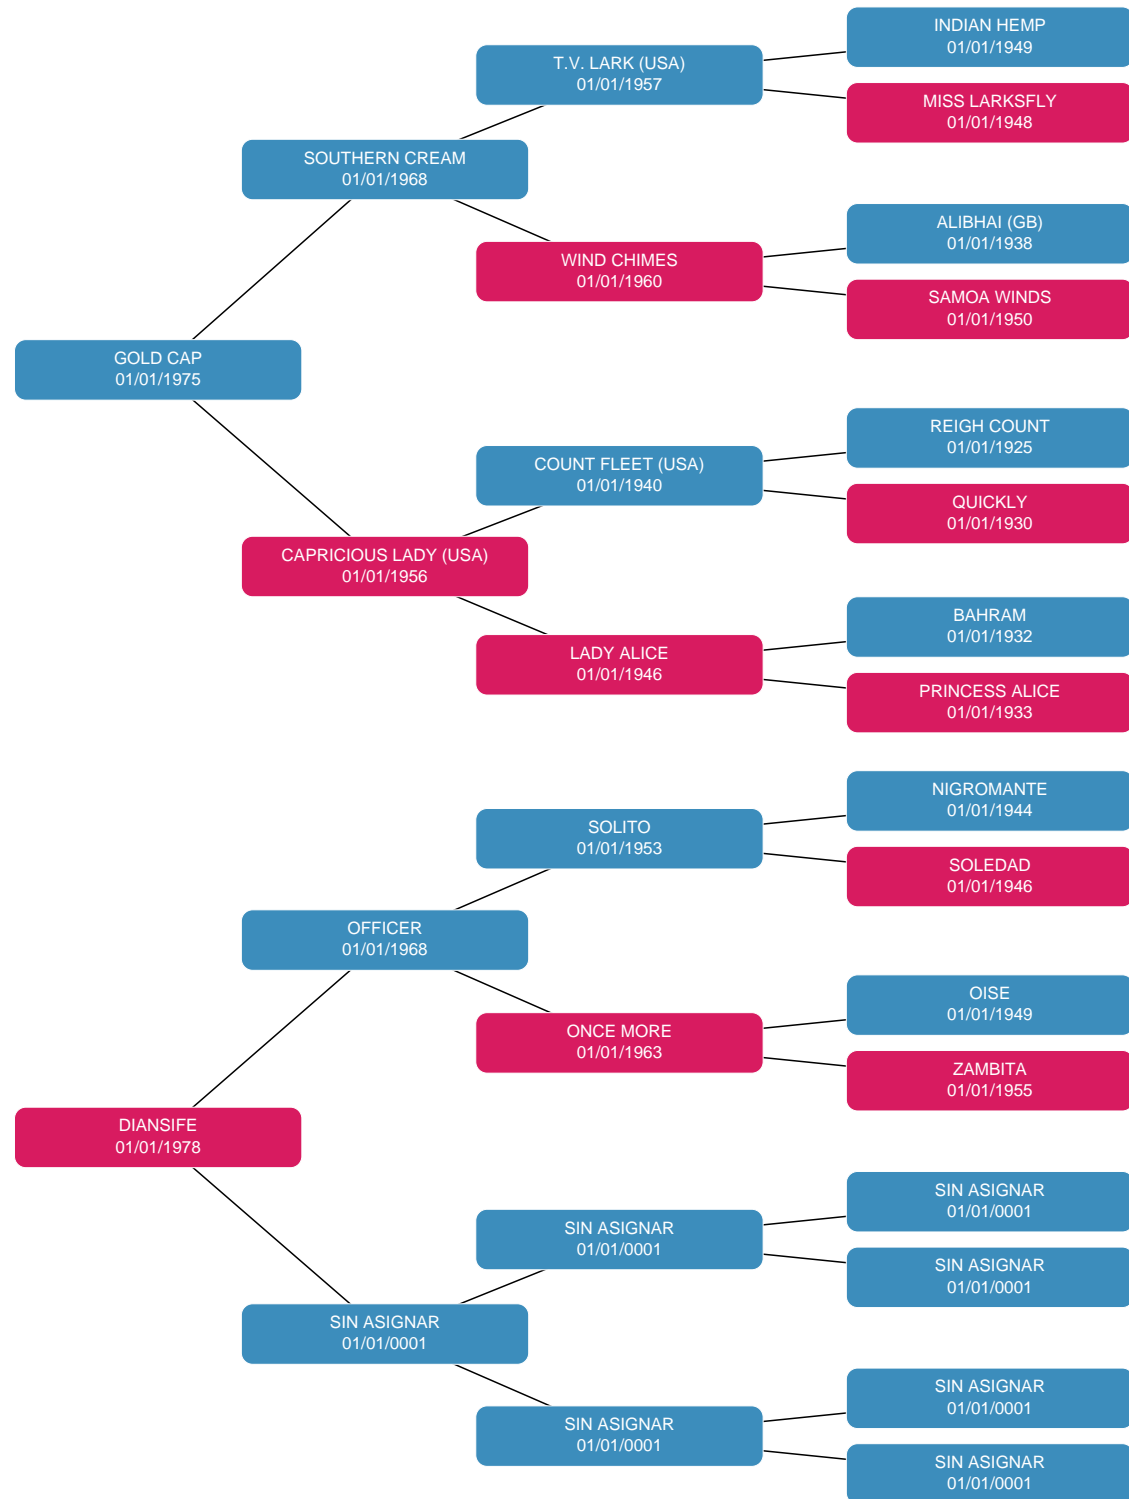 INDIAN HEMP
01/01/1949
T.V. LARK (USA)
01/01/1957
MISS LARKSFLY
01/01/1948
SOUTHERN CREAM
01/01/1968
ALIBHAI (GB)
01/01/1938
WIND CHIMES
01/01/1960
SAMOA WINDS
01/01/1950
GOLD CAP
01/01/1975
REIGH COUNT
01/01/1925
COUNT FLEET (USA)
01/01/1940
QUICKLY
01/01/1930
CAPRICIOUS LADY (USA)
01/01/1956
BAHRAM
01/01/1932
LADY ALICE
01/01/1946
PRINCESS ALICE
01/01/1933
NIGROMANTE
01/01/1944
SOLITO
01/01/1953
SOLEDAD
01/01/1946
OFFICER
01/01/1968
OISE
01/01/1949
ONCE MORE
01/01/1963
ZAMBITA
01/01/1955
DIANSIFE
01/01/1978
SIN ASIGNAR
01/01/0001
SIN ASIGNAR
01/01/0001
SIN ASIGNAR
01/01/0001
SIN ASIGNAR
01/01/0001
SIN ASIGNAR
01/01/0001
SIN ASIGNAR
01/01/0001
SIN ASIGNAR
01/01/0001